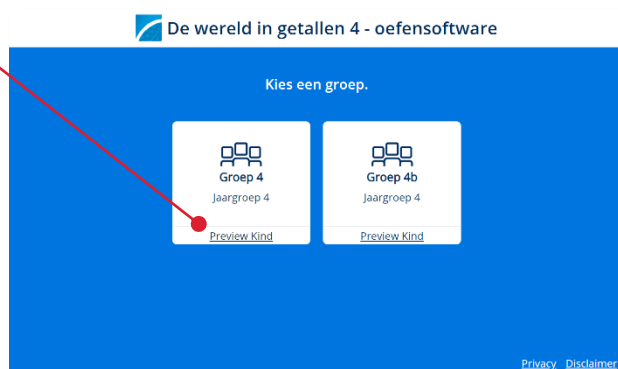 De wereld in getallen 4 - oefensoftware
Kies een groep.
Groep 4
Jaargroep 4
Preview Kind
Groep 4b
Jaargroep 4
Preview Kind
Privacy Disclaimer